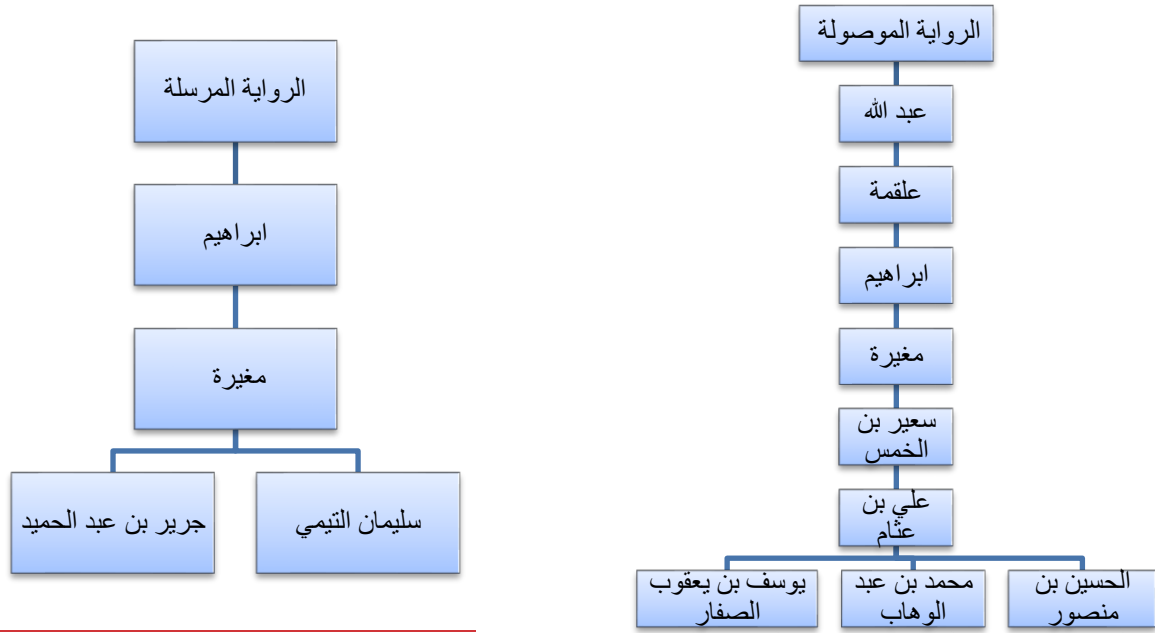 الرواية الموصولة
عبد الله
علقمة
ابراهيم
مغيرة
سعير بن
الخمس
علي بن
عثام
الحسين بن
منصور
محمد بن عبد
الوهاب
يوسف بن يعقوب
الصفار
الرواية المرسلة
ابراهيم
مغيرة
سليمان التيمي
جرير بن عبد الحميد